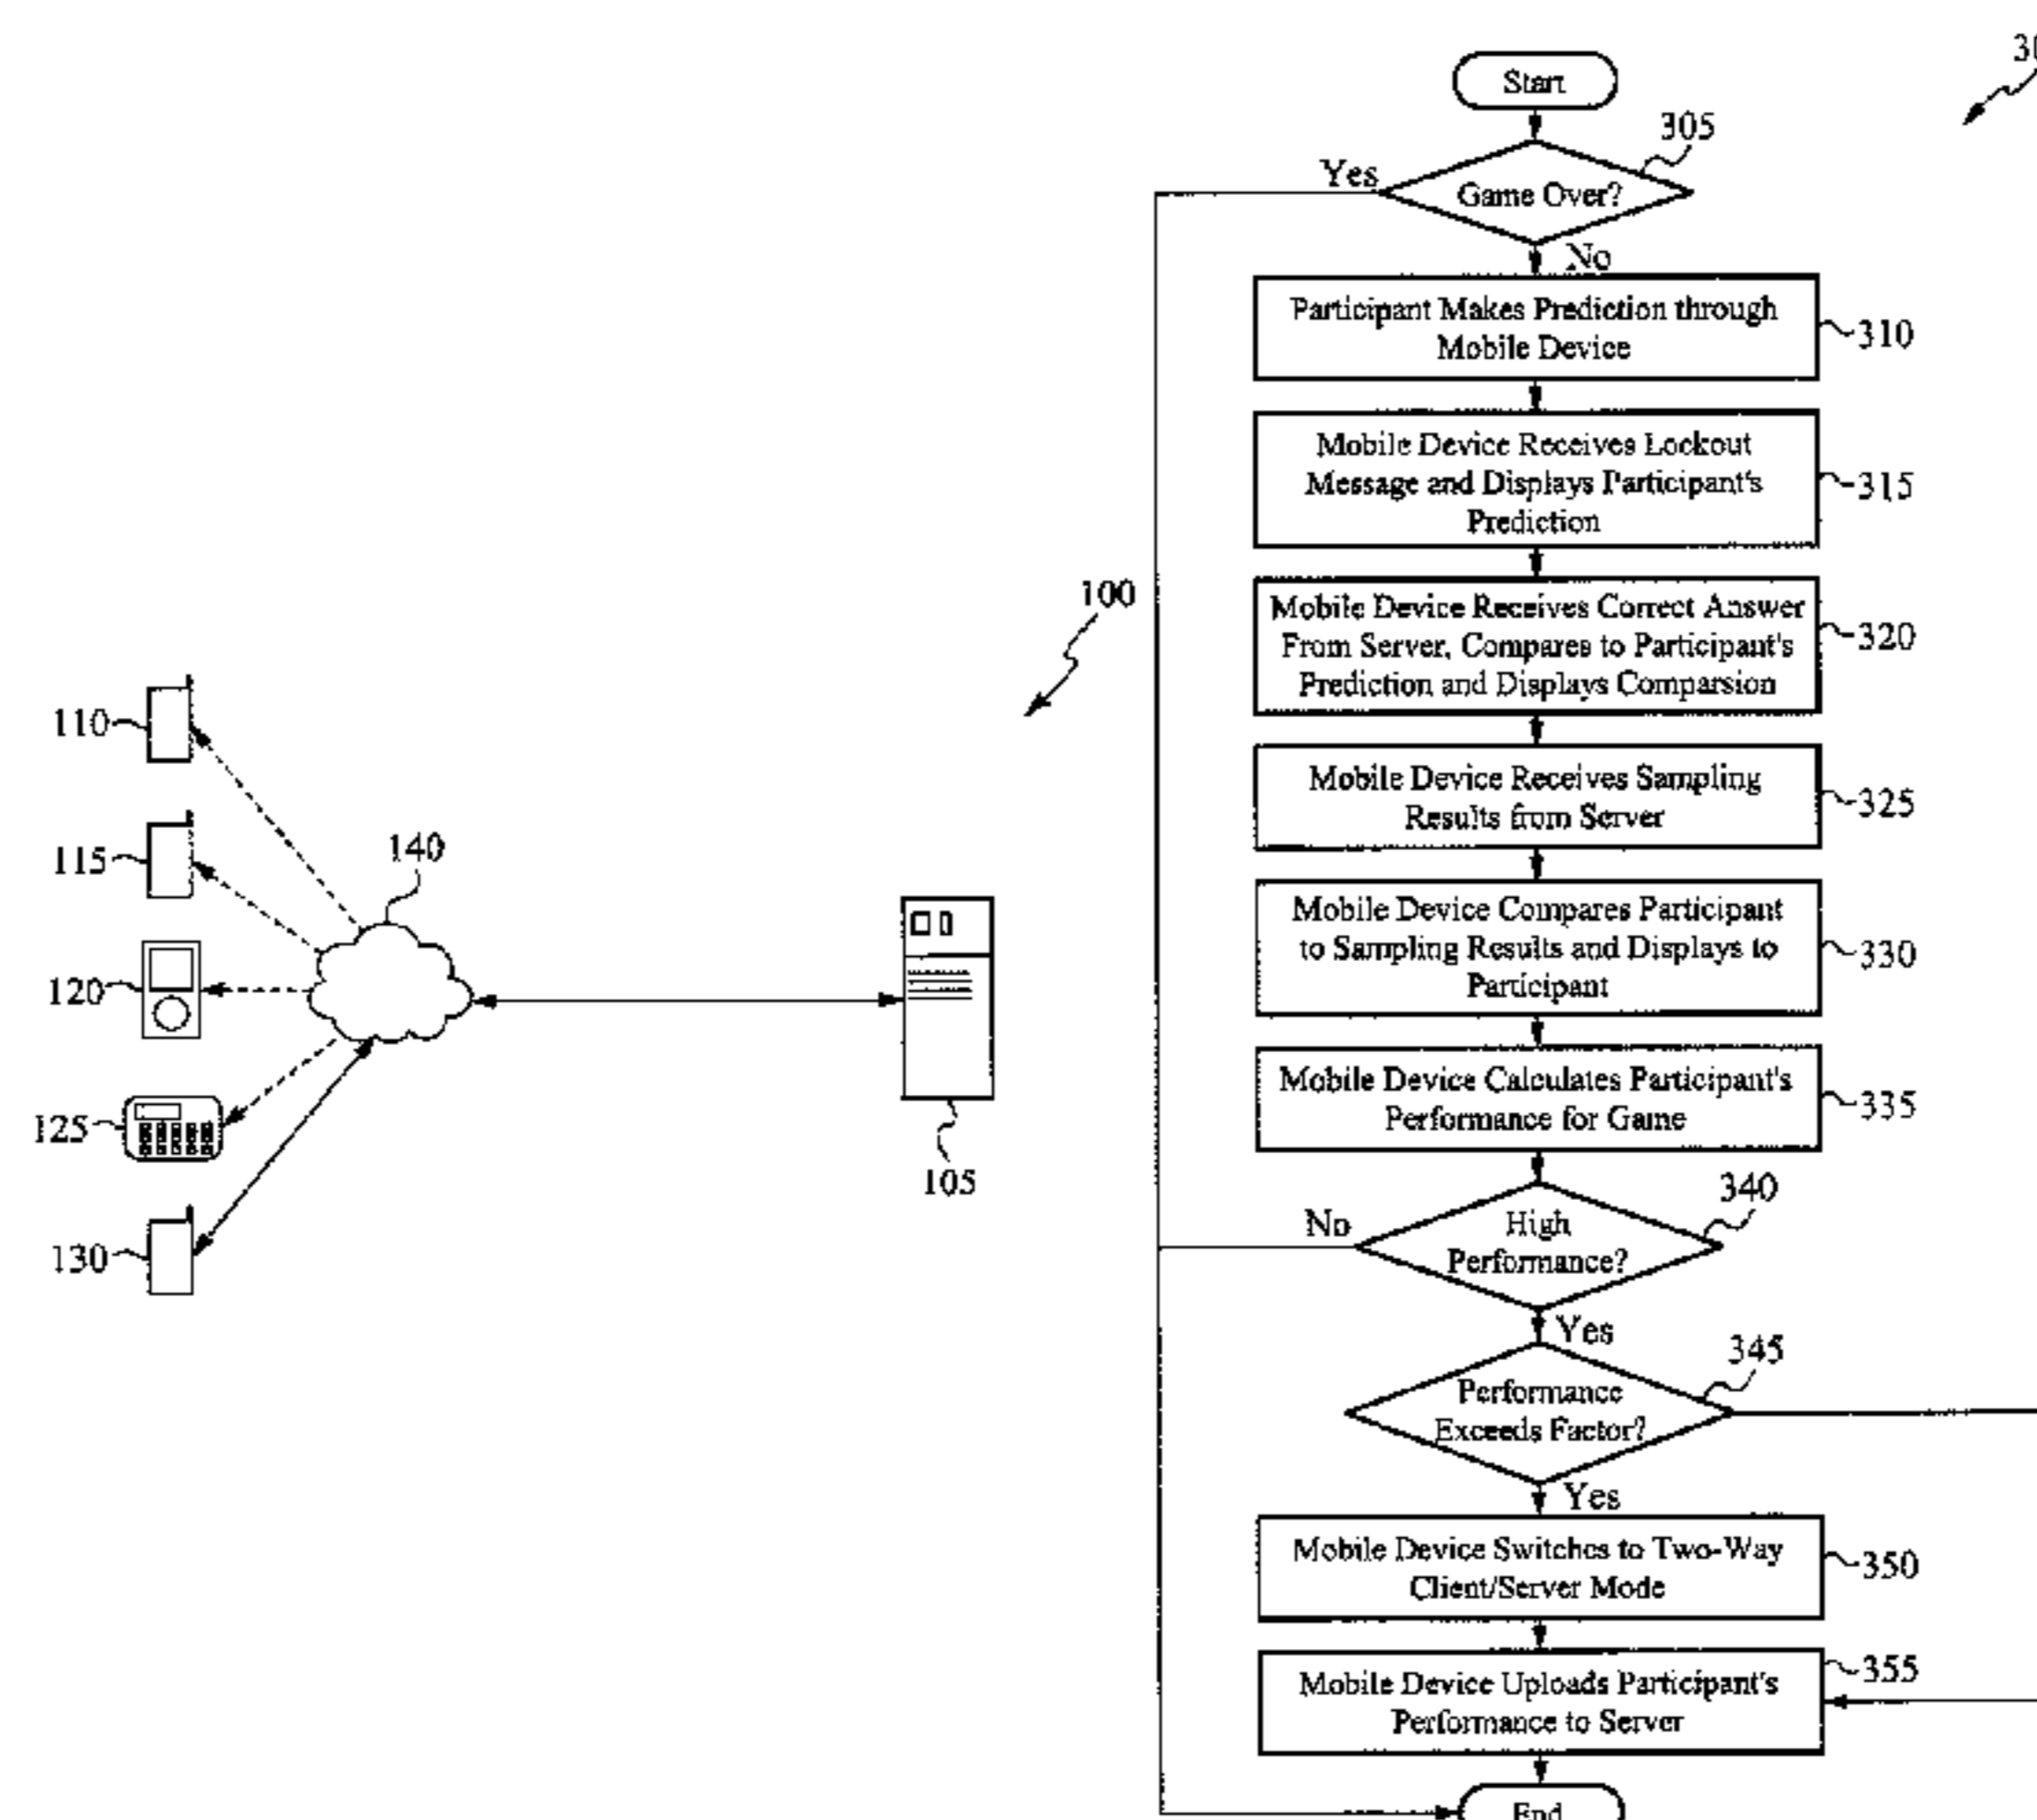 100
110
115
140
120
125
105
130
Start
305
Yes
Game Over?
No
Participant Makes Prediction through
Mobile Device
310
Mobile Device Receives Lockout
Message and Displays Participant's
Prediction
315
Mobile Device Receives Correct Answer
From Server, Compares to Participant's
Prediction and Displays Comparsion
320
Mobile Device Receives Sampling
Results from Server
325
Mobile Device Compares Participant
to Sampling Results and Displays to
Participant
330
Mobile Device Calculates Participant's
Performance for Game
335
340
No
High
Performance?
Yes
345
Performance
Exceeds Factor?
Yes
Mobile Device Switches to Two-Way
Client/Server Mode
350
Mobile Device Uploads Participant's
Performance to Server
355
End